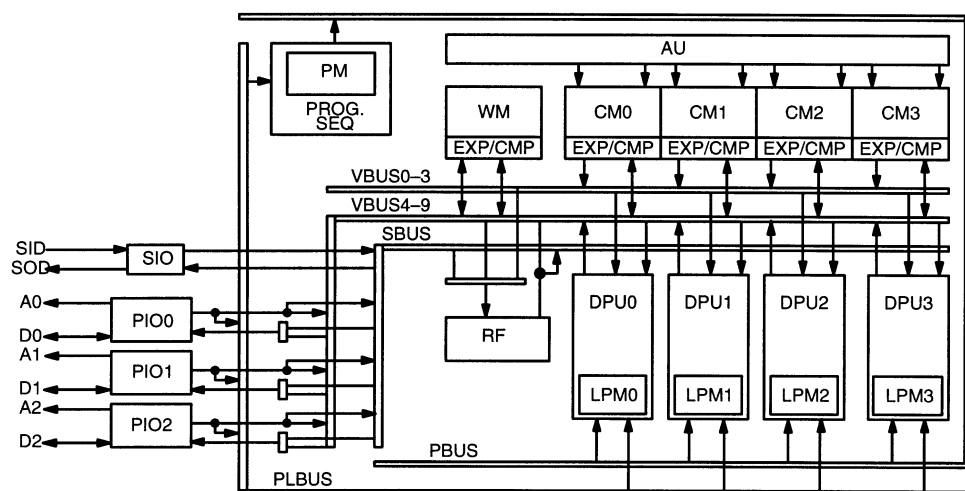 AU
PM
PROG.
SEQ
WM
CM0 CM1 CM2 CM3
EXP/CMP EXP/CMP EXP/CMP EXP/CMP EXP/CMP
VBUS0–3
VBUS4–9
SBUS
SID
SOD
SIO
A0
D0
PIO0
A1
D1
PIO1
A2
D2
PIO2
RF
DPU0 DPU1 DPU2 DPU3
LPM0 LPM1 LPM2 LPM3
PBUS
PLBUS